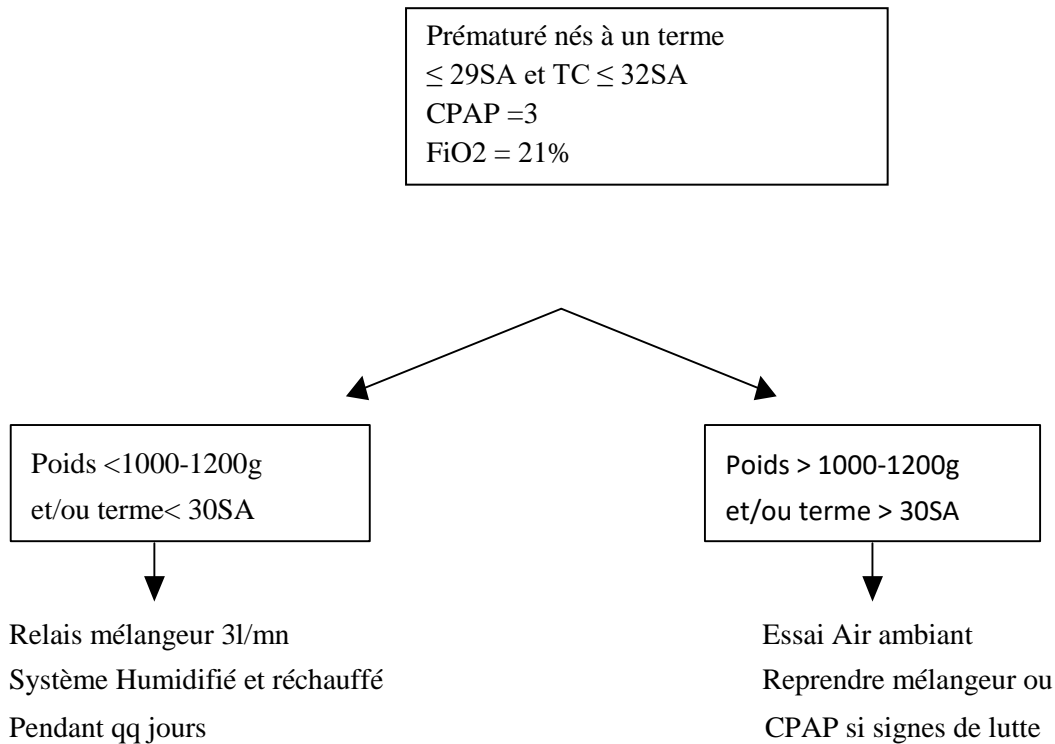 Prématuré nés à un terme
≤ 29SA et TC ≤ 32SA
CPAP =3
FiO2 = 21%
Poids <1000-1200g
et/ou terme< 30SA
Poids > 1000-1200g
et/ou terme > 30SA
Relais mélangeur 3l/mn
Système Humidifié et réchauffé
Pendant qq jours
Essai Air ambiant
Reprendre mélangeur ou
CPAP si signes de lutte